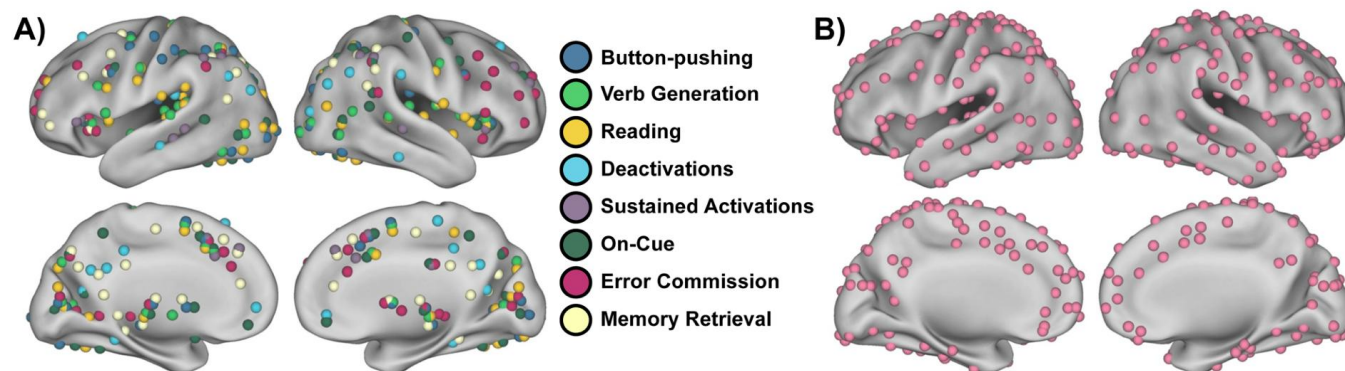 A)
Button-pushing
Verb Generation
Reading
Deactivations
Sustained Activations
On-Cue
Error Commission
Memory Retrieval
B)